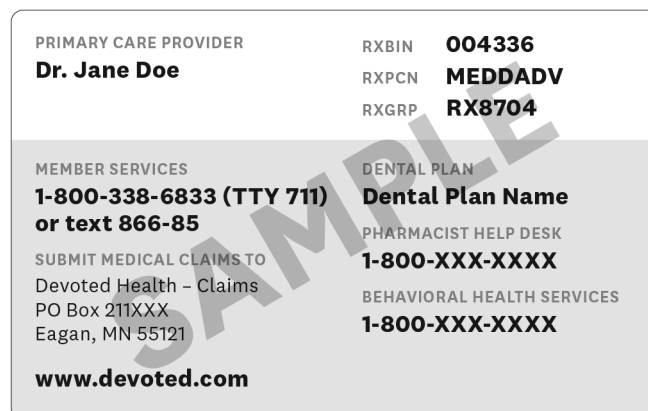 PRIMARY CARE PROVIDER
Dr. Jane Doe
RXBIN 004336
RXPCN MEDDADV
RXGRP RX8704
MEMBER SERVICES
1-800-338-6833 (TTY 711)
or text 866-85
SUBMIT MEDICAL CLAIMS TO
Devoted Health – Claims
PO Box 211XXX
Eagan, MN 55121
www.devoted.com
DENTAL PLAN
Dental Plan Name
PHARMACIST HELP DESK
1-800-XXX-XXXX
BEHAVIORAL HEALTH SERVICES
1-800-XXX-XXXX
SAMPLE